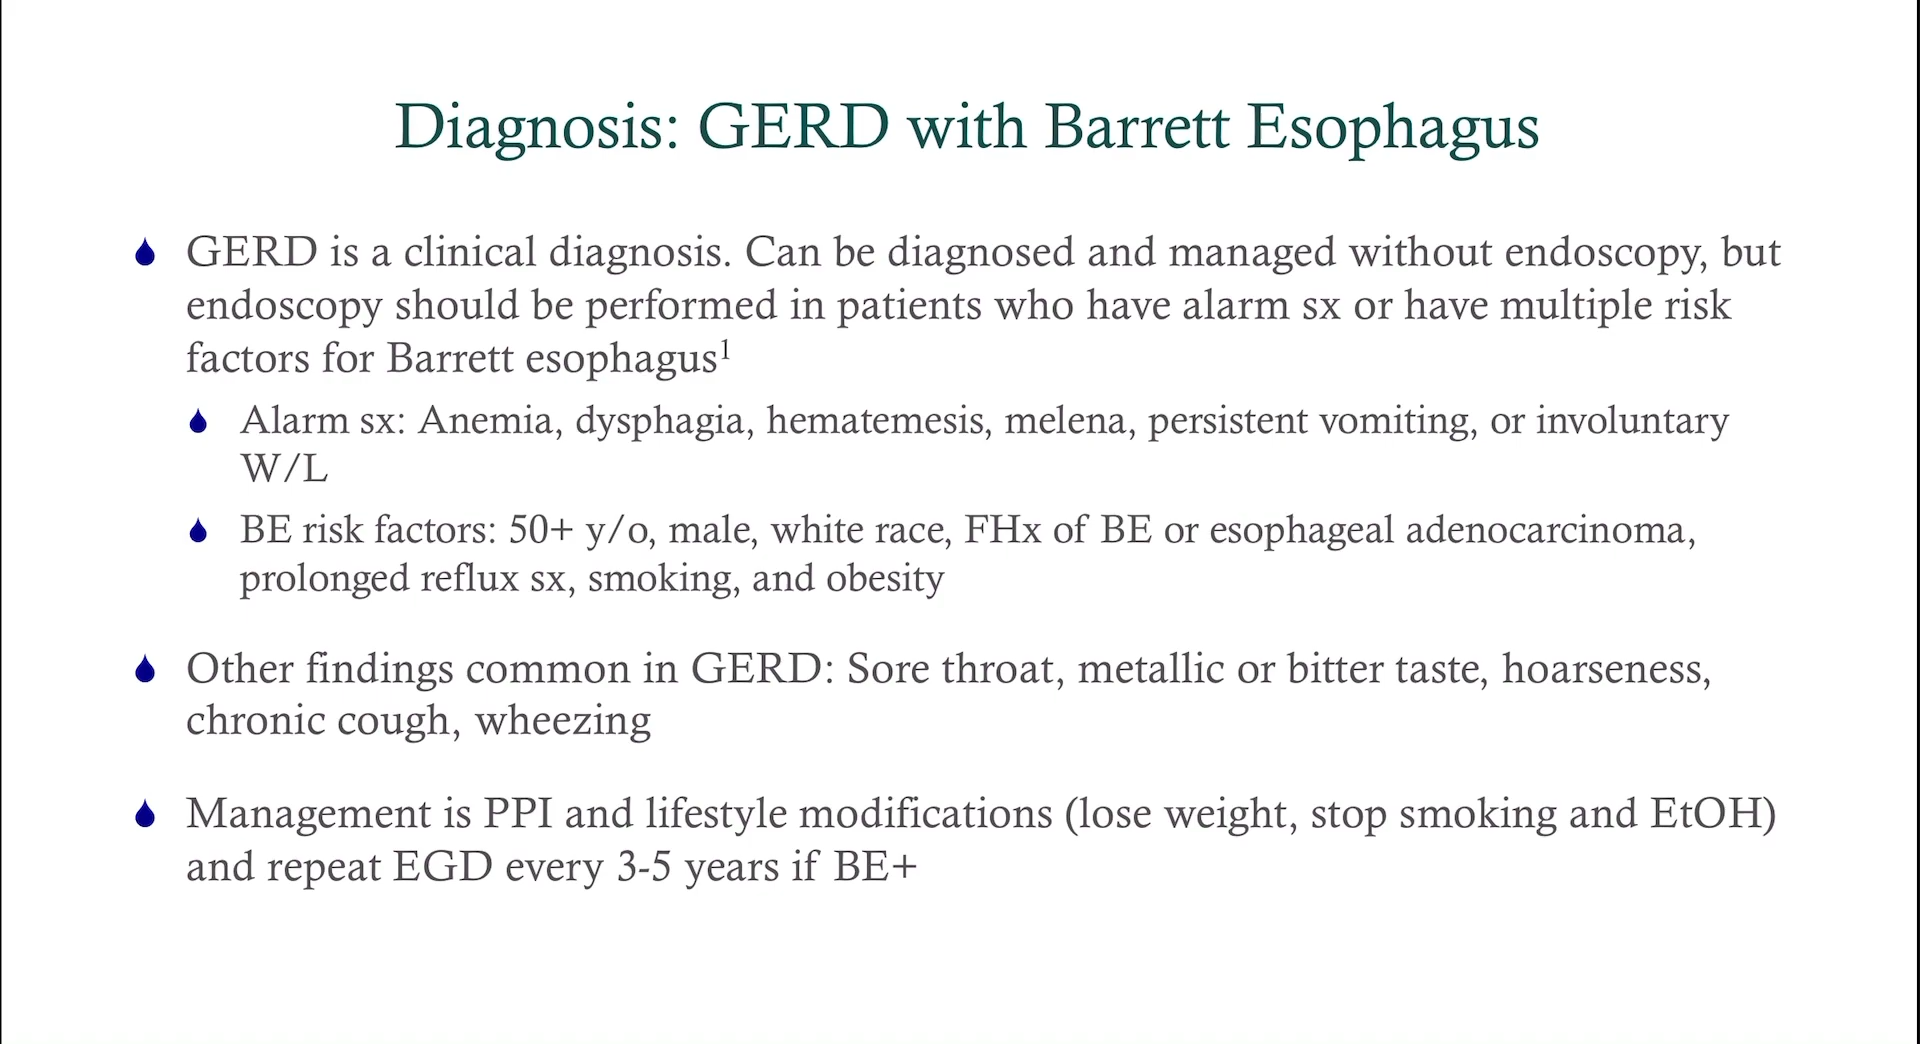 Diagnosis: GERD with Barrett Esophagus
GERD is a clinical diagnosis. Can be diagnosed and managed without endoscopy, but
endoscopy should be performed in patients who have alarm sx or have multiple risk
factors for Barrett esophagus¹
Alarm sx: Anemia, dysphagia, hematemesis, melena, persistent vomiting, or involuntary
W/L
BE risk factors: 50+ y/o, male, white race, FHx of BE or esophageal adenocarcinoma,
prolonged reflux sx, smoking, and obesity
Other findings common in GERD: Sore throat, metallic or bitter taste, hoarseness,
chronic cough, wheezing
Management is PPI and lifestyle modifications (lose weight, stop smoking and EtOH)
and repeat EGD every 3-5 years if BE+